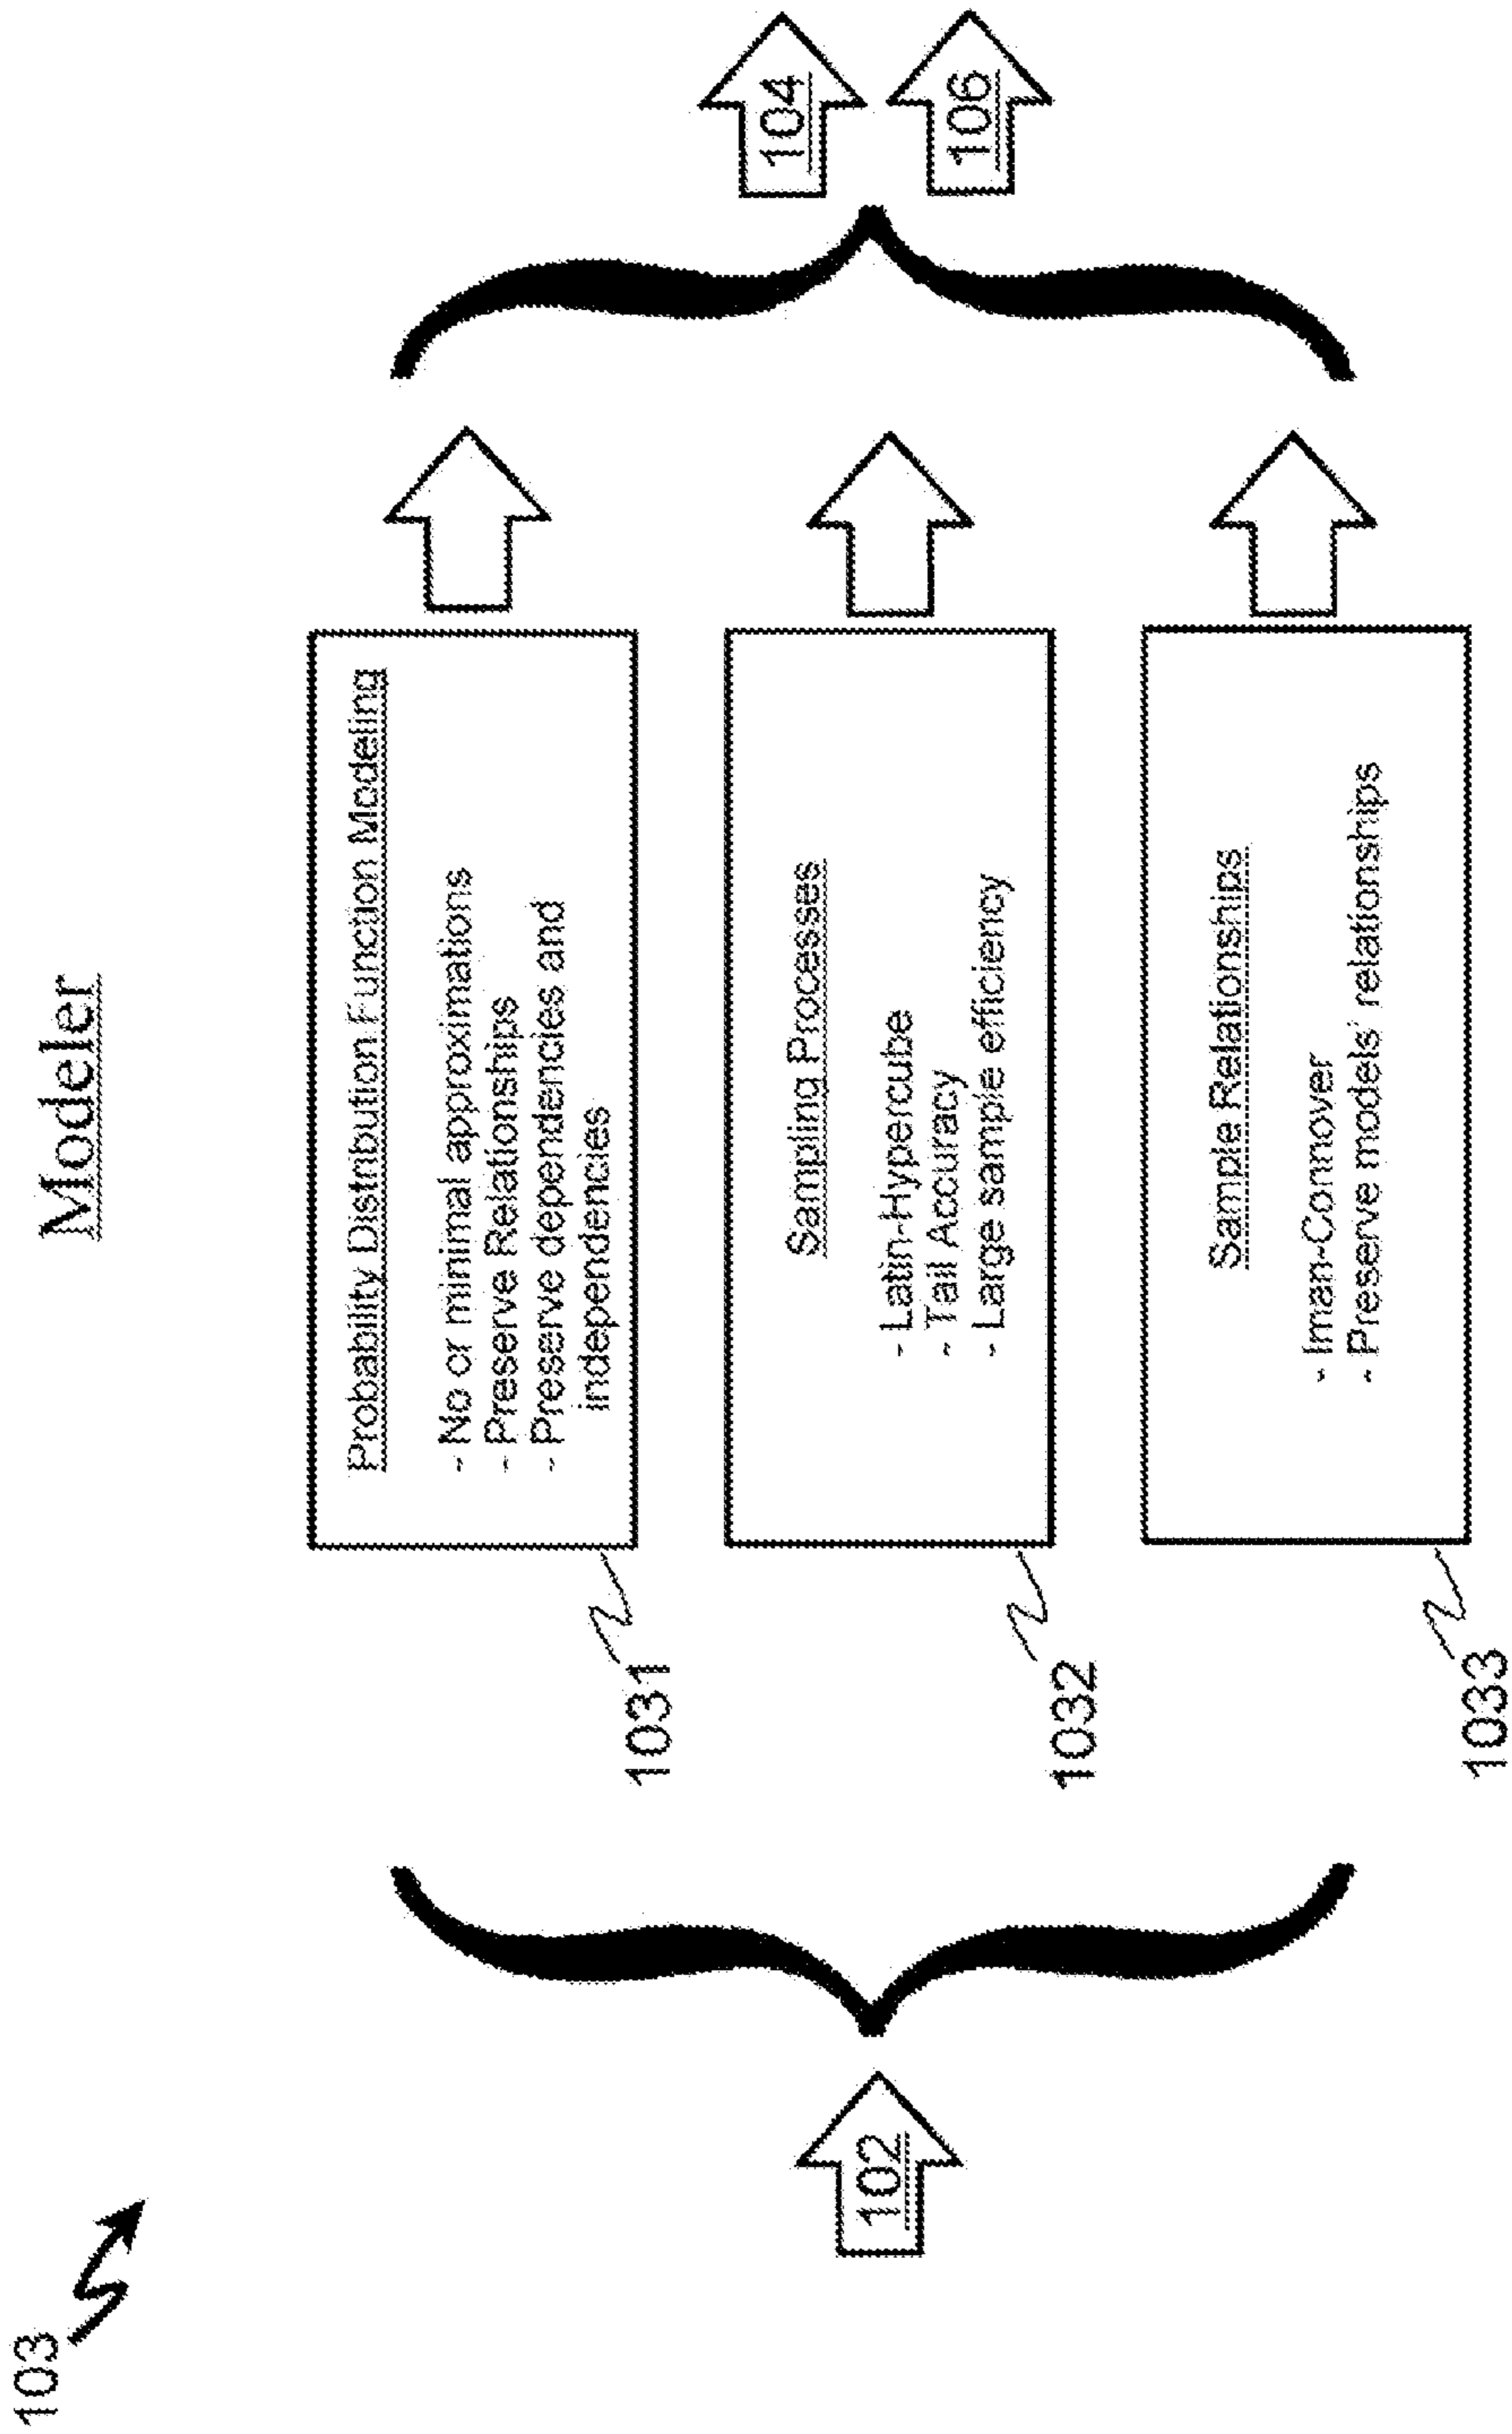 103
Modeler
102
1031
Probability Distribution Function Modeling
- No or minimal approximations
- Preserve Relationships
- Preserve dependencies and
independencies
1032
Sampling Processes
- Latin-Hypercube
- Tail Accuracy
- Large sample efficiency
1033
Sample Relationships
- Iman-Connover
- Preserve models' relationships
104
106